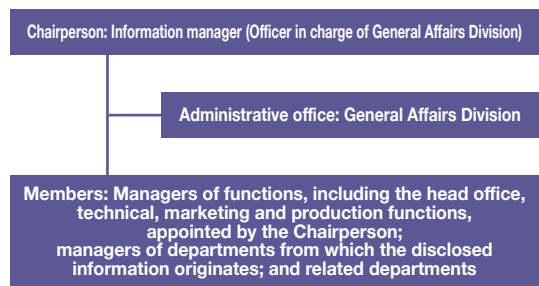 Chairperson: Information manager (Officer in charge of General Affairs Division)
Administrative office: General Affairs Division
Members: Managers of functions, including the head office,
technical, marketing and production functions,
appointed by the Chairperson;
managers of departments from which the disclosed
information originates; and related departments